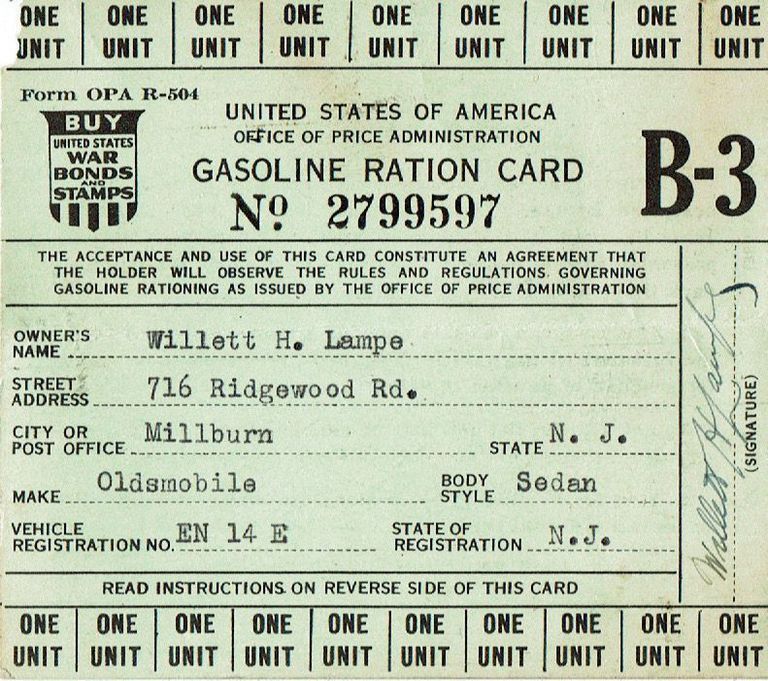 ONE ONE ONE ONE ONE ONE ONE ONE ONE
UNIT UNIT UNIT UNIT UNIT UNIT UNIT UNIT UNIT
Form OPA R-504
BUY
UNITED STATES
WAR
BONDS
AND
STAMPS
UNITED STATES OF AMERICA
OFFICE OF PRICE ADMINISTRATION
GASOLINE RATION CARD
Nº 2799597
B-3
THE ACCEPTANCE AND USE OF THIS CARD CONSTITUTE AN AGREEMENT THAT
THE HOLDER WILL OBSERVE THE RULES AND REGULATIONS GOVERNING
GASOLINE RATIONING AS ISSUED BY THE OFFICE OF PRICE ADMINISTRATION
OWNER'S
NAME Willett H. Lampe
STREET
ADDRESS 716 Ridgewood Rd.
CITY OR
POST OFFICE Millburn STATE N. J.
MAKE Oldsmobile BODY
STYLE Sedan
VEHICLE
REGISTRATION NO. EN 14 E STATE OF
REGISTRATION N.J.
Willett H Lampe
(SIGNATURE)
READ INSTRUCTIONS ON REVERSE SIDE OF THIS CARD
ONE ONE ONE ONE ONE ONE ONE ONE ONE ONE
UNIT UNIT UNIT UNIT UNIT UNIT UNIT UNIT UNIT UNIT